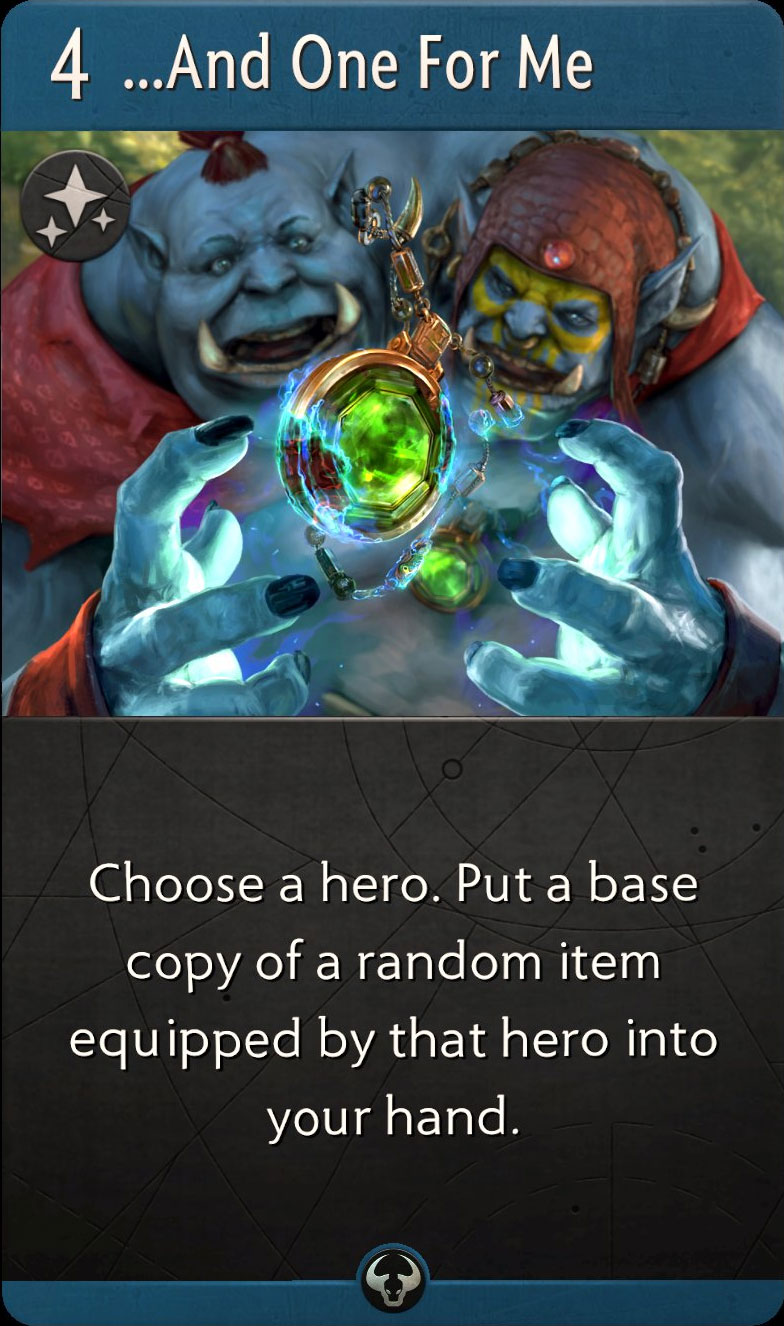 4 ...And One For Me
Choose a hero. Put a base
copy of a random item
equipped by that hero into
your hand.